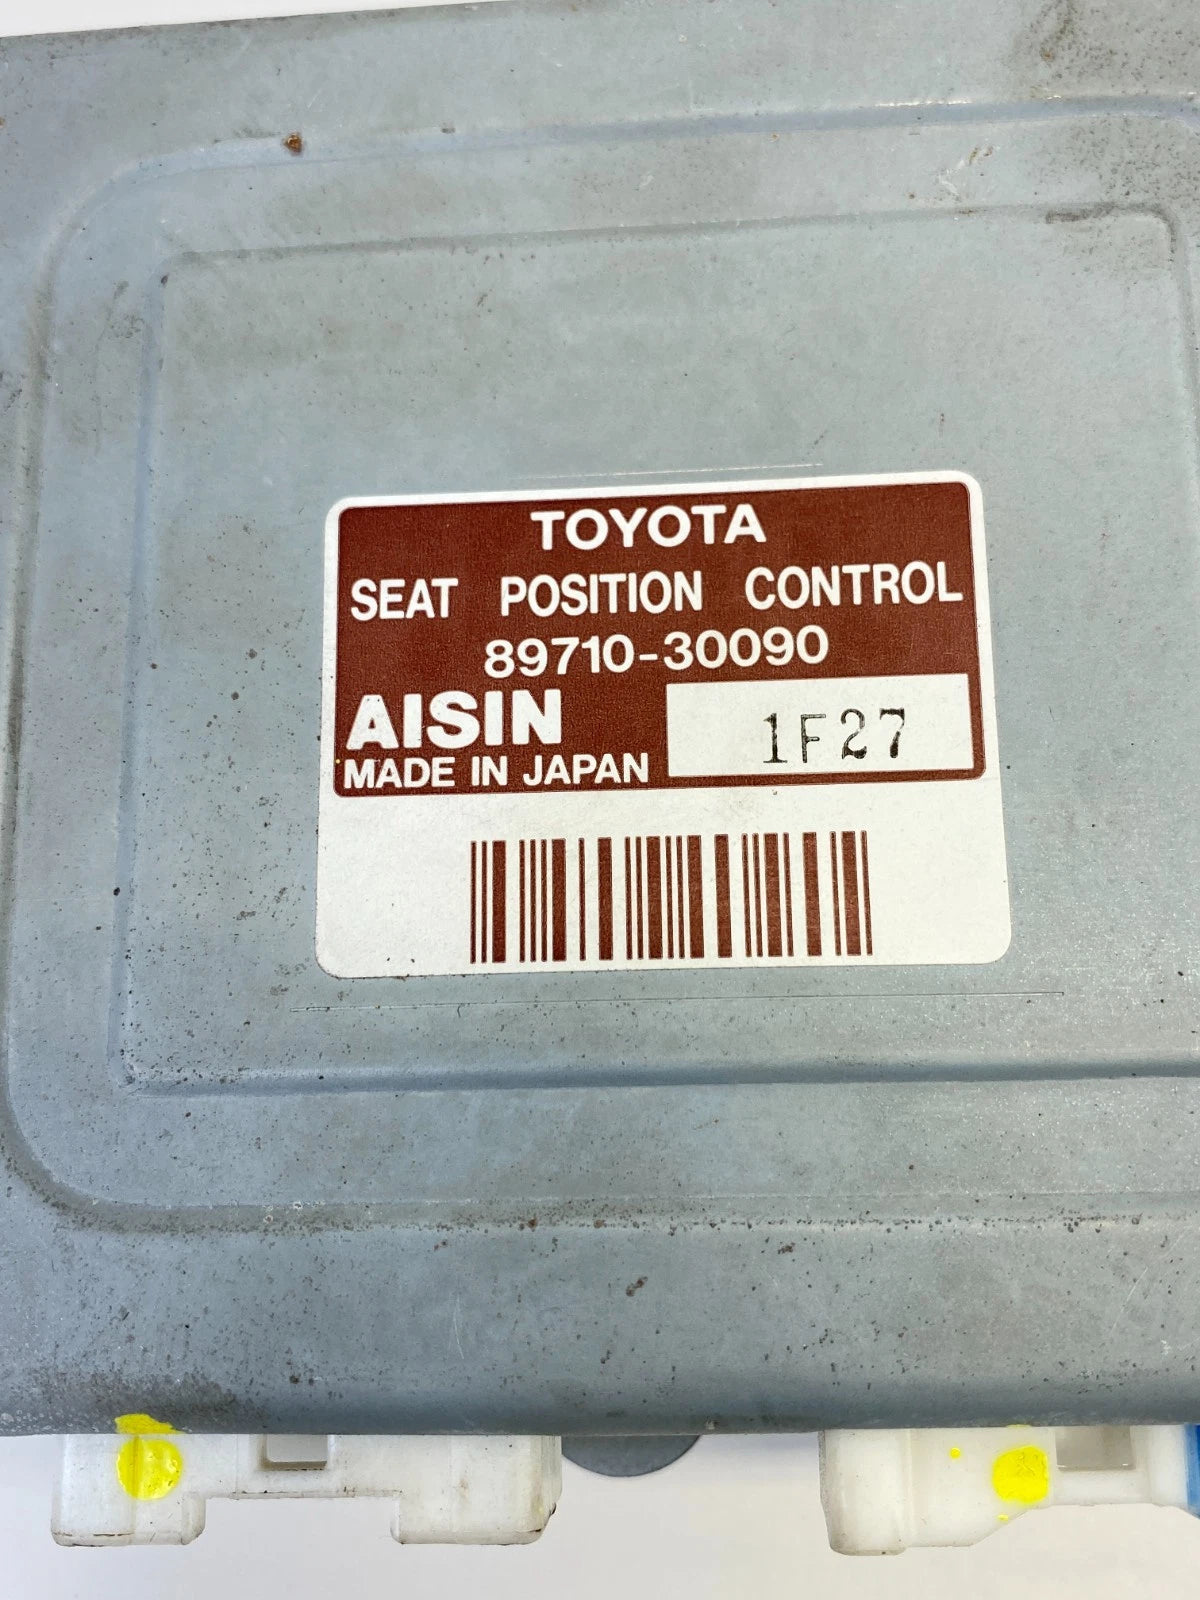 TOYOTA
SEAT POSITION CONTROL
89710-30090
AISIN
1F27
MADE IN JAPAN